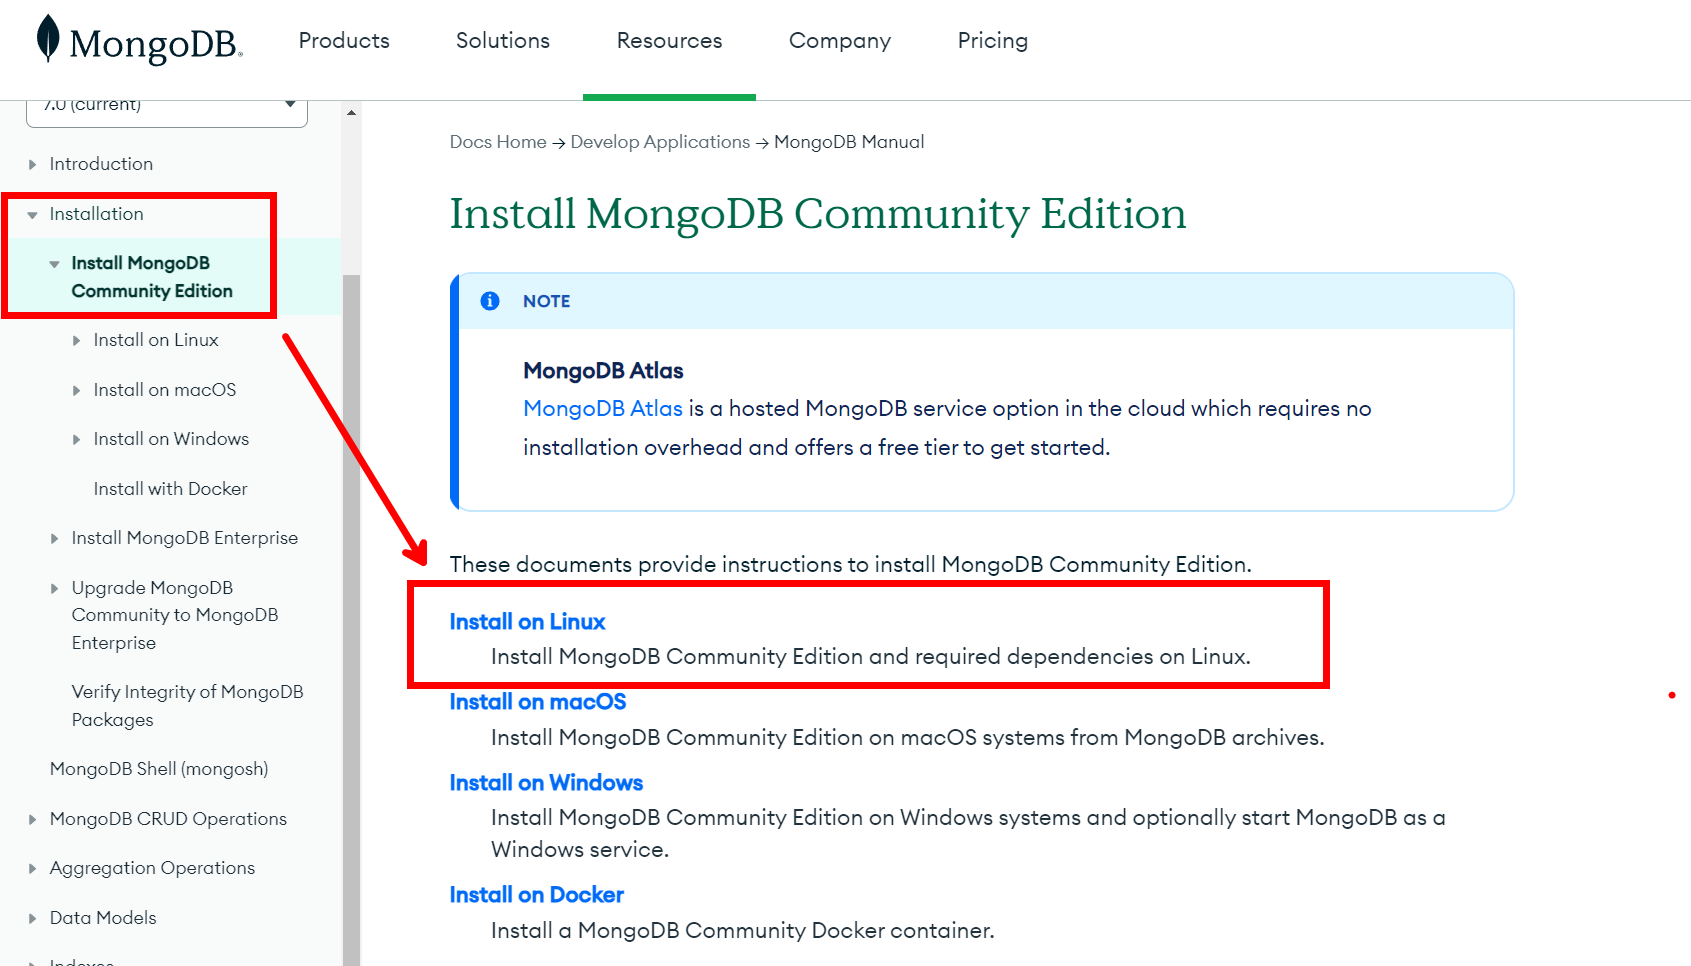 MongoDB.
Products
Solutions
Resources
Company
Pricing
7.0 (current)
Introduction
Installation
Install MongoDB
Community Edition
Install on Linux
Install on macOS
Install on Windows
Install with Docker
Install MongoDB Enterprise
Upgrade MongoDB
Community to MongoDB
Enterprise
Verify Integrity of MongoDB
Packages
MongoDB Shell (mongosh)
MongoDB CRUD Operations
Aggregation Operations
Data Models
Indexes
Docs Home → Develop Applications → MongoDB Manual
Install MongoDB Community Edition
NOTE
MongoDB Atlas
MongoDB Atlas is a hosted MongoDB service option in the cloud which requires no
installation overhead and offers a free tier to get started.
These documents provide instructions to install MongoDB Community Edition.
Install on Linux
Install MongoDB Community Edition and required dependencies on Linux.
Install on macOS
Install MongoDB Community Edition on macOS systems from MongoDB archives.
Install on Windows
Install MongoDB Community Edition on Windows systems and optionally start MongoDB as a
Windows service.
Install on Docker
Install a MongoDB Community Docker container.